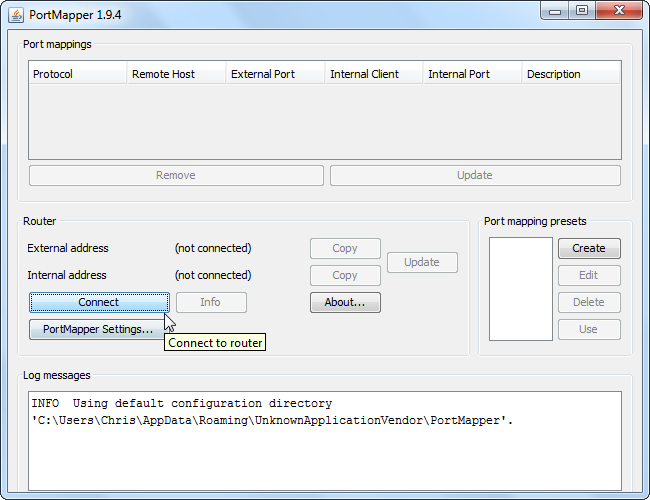 PortMapper 1.9.4
Port mappings
Protocol Remote Host External Port Internal Client Internal Port Description
Remove Update
Router
External address (not connected) Copy
Update
Internal address (not connected) Copy
Connect Info About...
PortMapper Settings...
Connect to router
Port mapping presets
Create
Edit
Delete
Use
Log messages
INFO  Using default configuration directory
'C:\Users\Chris\AppData\Roaming\UnknownApplicationVendor\PortMapper'.